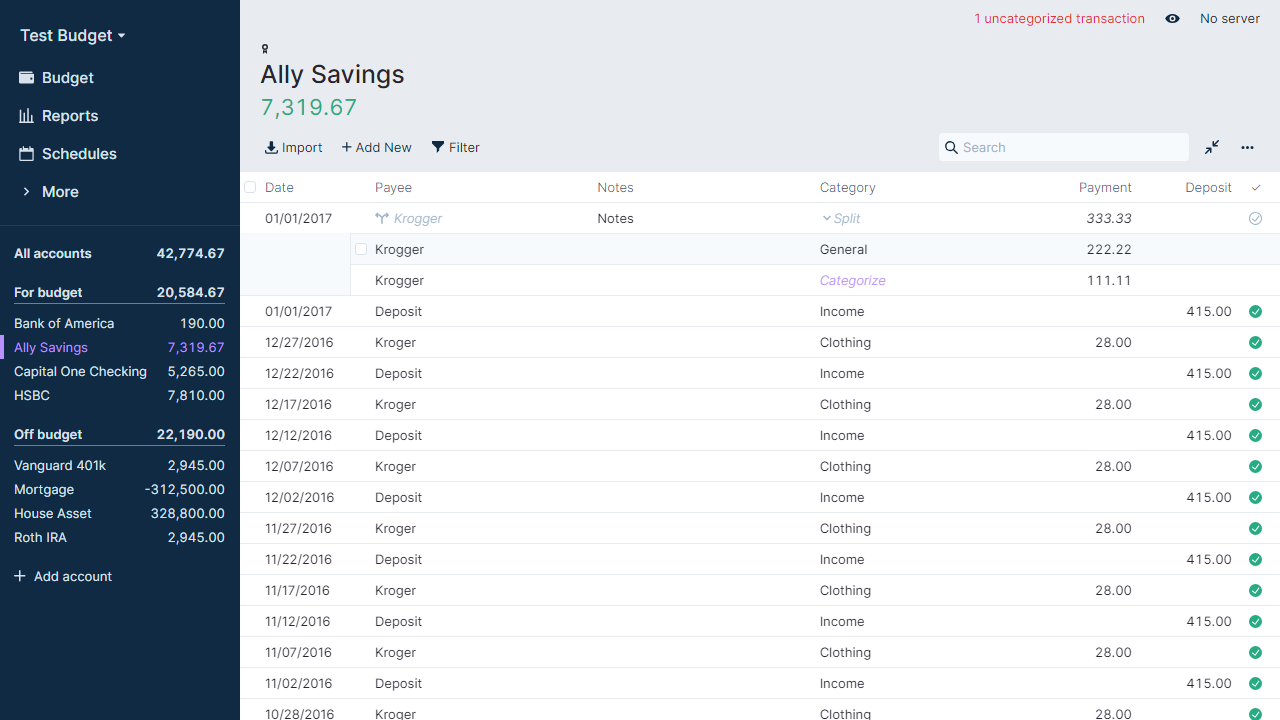 Test Budget
Budget
Reports
Schedules
More
All accounts 42,774.67
For budget 20,584.67
Bank of America 190.00
Ally Savings 7,319.67
Capital One Checking 5,265.00
HSBC 7,810.00
Off budget 22,190.00
Vanguard 401k 2,945.00
Mortgage -312,500.00
House Asset 328,800.00
Roth IRA 2,945.00
Add account
1 uncategorized transaction No server
Ally Savings
7,319.67
Import Add New Filter Search
Date Payee Notes Category Payment Deposit
01/01/2017 Krogger Notes Split 333.33
Krogger General 222.22
Krogger Categorize 111.11
01/01/2017 Deposit Income 415.00
12/27/2016 Kroger Clothing 28.00
12/22/2016 Deposit Income 415.00
12/17/2016 Kroger Clothing 28.00
12/12/2016 Deposit Income 415.00
12/07/2016 Kroger Clothing 28.00
12/02/2016 Deposit Income 415.00
11/27/2016 Kroger Clothing 28.00
11/22/2016 Deposit Income 415.00
11/17/2016 Kroger Clothing 28.00
11/12/2016 Deposit Income 415.00
11/07/2016 Kroger Clothing 28.00
11/02/2016 Deposit Income 415.00
10/28/2016 Kroger Clothing 28.00